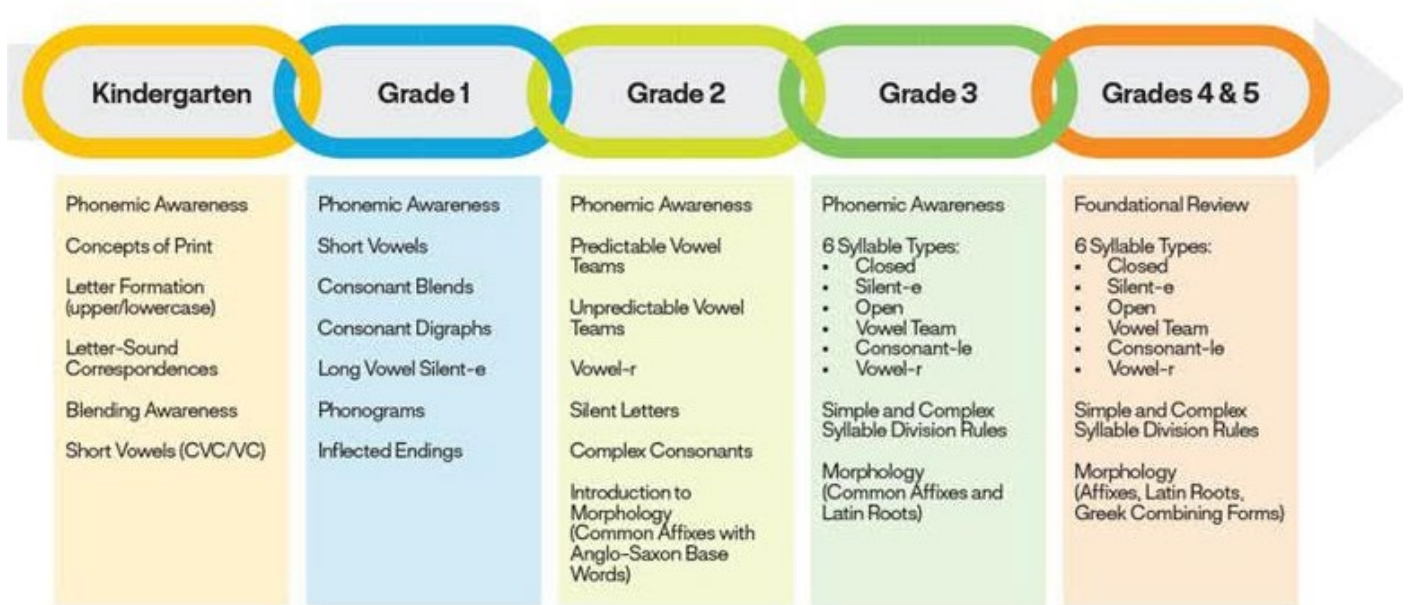 Kindergarten
Grade 1
Grade 2
Grade 3
Grades 4 & 5
Phonemic Awareness
Concepts of Print
Letter Formation
(upper/lowercase)
Letter-Sound
Correspondences
Blending Awareness
Short Vowels (CVC/VC)
Phonemic Awareness
Short Vowels
Consonant Blends
Consonant Digraphs
Long Vowel Silent-e
Phonograms
Inflected Endings
Phonemic Awareness
Predictable Vowel
Teams
Unpredictable Vowel
Teams
Vowel-r
Silent Letters
Complex Consonants
Introduction to
Morphology
(Common Affixes with
Anglo-Saxon Base
Words)
Phonemic Awareness
6 Syllable Types:
• Closed
• Silent-e
• Open
• Vowel Team
• Consonant-le
• Vowel-r
Simple and Complex
Syllable Division Rules
Morphology
(Common Affixes and
Latin Roots)
Foundational Review
6 Syllable Types:
• Closed
• Silent-e
• Open
• Vowel Team
• Consonant-le
• Vowel-r
Simple and Complex
Syllable Division Rules
Morphology
(Affixes, Latin Roots,
Greek Combining Forms)